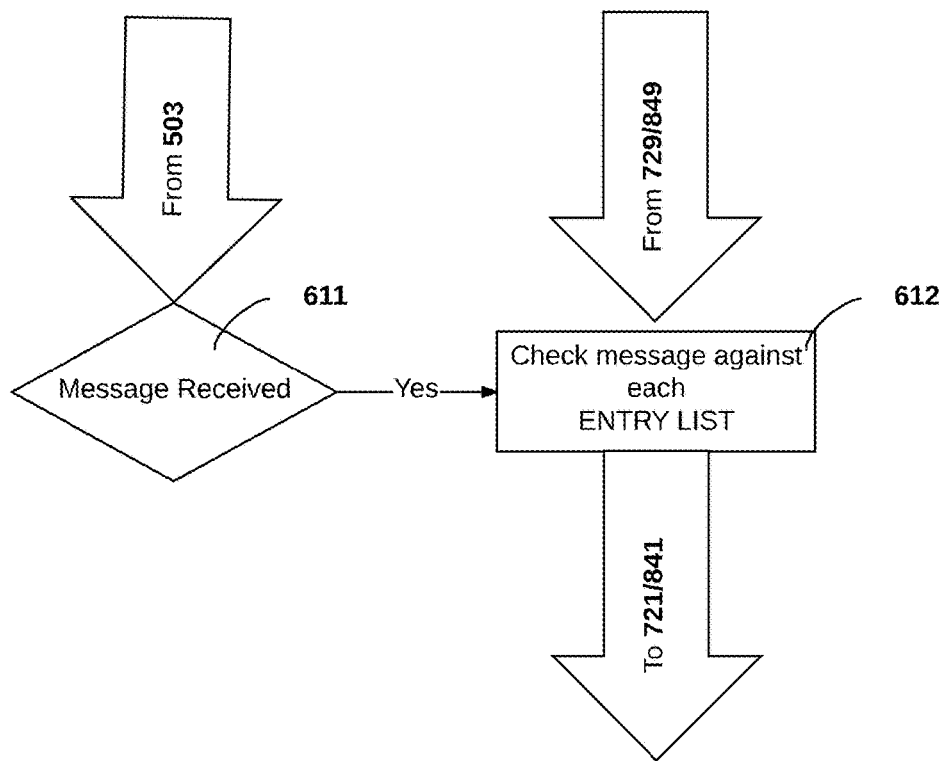 From 503
From 729/849
611
612
Message Received
Yes
Check message against
each
ENTRY LIST
To 721/841